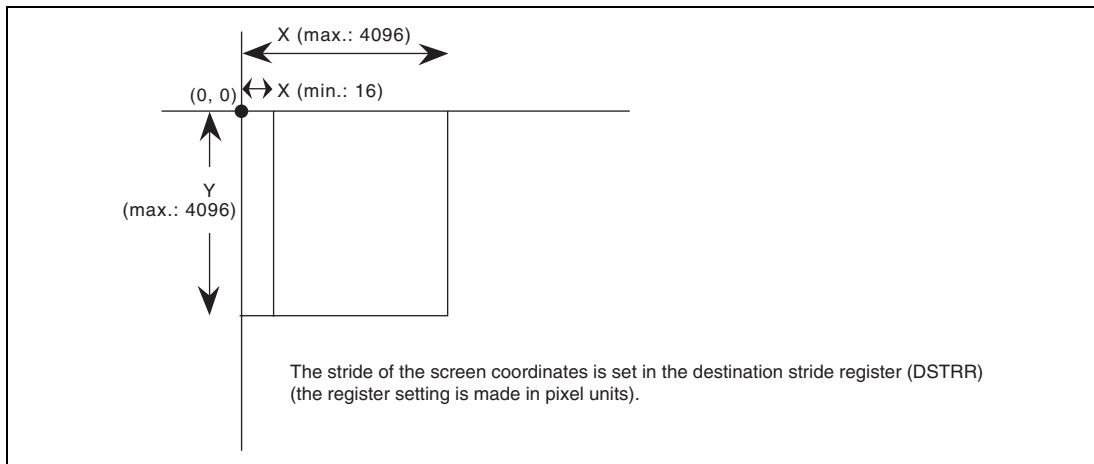 X (max.: 4096)
(0, 0)
X (min.: 16)
Y
(max.: 4096)
The stride of the screen coordinates is set in the destination stride register (DSTRR)
(the register setting is made in pixel units).